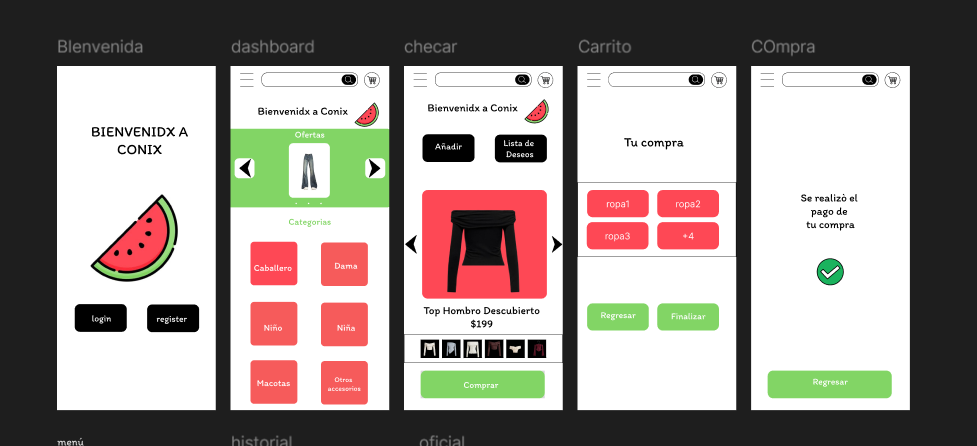 BIenvenida
dashboard
checar
Carrito
COmpra
BIENVENIDX A
CONIX
login
register
Bienvenidx a Conix
Ofertas
Categorias
Caballero
Dama
Niño
Niña
Macotas
Otros
accesorios
Bienvenidx a Conix
Añadir
Lista de
Deseos
Top Hombro Descubierto
$199
Comprar
Tu compra
ropa1
ropa2
ropa3
+4
Regresar
Finalizar
Se realizò el
pago de
tu compra
Regresar
menú
historial
oficial